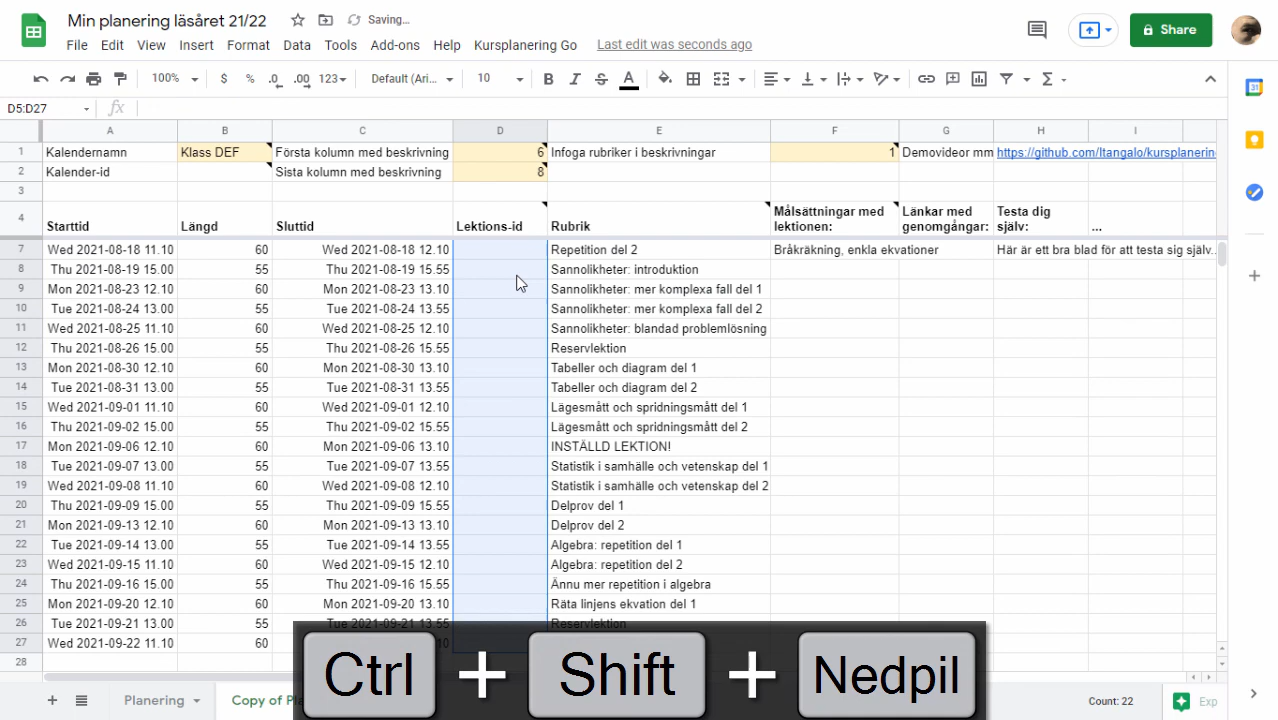 Min planering läsåret 21/22 Saving...
File Edit View Insert Format Data Tools Add-ons Help Kursplanering Go Last edit was seconds ago
Share
100% $ % .0 .00 123 Default (Ari... 10 B I S A Σ
31
D5:D27 fx
A B C D E F G H I
1 Kalendernamn Klass DEF Första kolumn med beskrivning 6 Infoga rubriker i beskrivningar 1 Demovideor mm https://github.com/Itangalo/kursplanering
2 Kalender-id Sista kolumn med beskrivning 8
3
4 Starttid Längd Sluttid Lektions-id Rubrik Målsättningar med lektionen: Länkar med genomgångar: Testa dig själv: ...
7 Wed 2021-08-18 11.10 60 Wed 2021-08-18 12.10 Repetition del 2 Bråkräkning, enkla ekvationer Här är ett bra blad för att testa sig själv...
8 Thu 2021-08-19 15.00 55 Thu 2021-08-19 15.55 Sannolikheter: introduktion
9 Mon 2021-08-23 12.10 60 Mon 2021-08-23 13.10 Sannolikheter: mer komplexa fall del 1
10 Tue 2021-08-24 13.00 55 Tue 2021-08-24 13.55 Sannolikheter: mer komplexa fall del 2
11 Wed 2021-08-25 11.10 60 Wed 2021-08-25 12.10 Sannolikheter: blandad problemlösning
12 Thu 2021-08-26 15.00 55 Thu 2021-08-26 15.55 Reservlektion
13 Mon 2021-08-30 12.10 60 Mon 2021-08-30 13.10 Tabeller och diagram del 1
14 Tue 2021-08-31 13.00 55 Tue 2021-08-31 13.55 Tabeller och diagram del 2
15 Wed 2021-09-01 11.10 60 Wed 2021-09-01 12.10 Lägesmått och spridningsmått del 1
16 Thu 2021-09-02 15.00 55 Thu 2021-09-02 15.55 Lägesmått och spridningsmått del 2
17 Mon 2021-09-06 12.10 60 Mon 2021-09-06 13.10 INSTÄLLD LEKTION!
18 Tue 2021-09-07 13.00 55 Tue 2021-09-07 13.55 Statistik i samhälle och vetenskap del 1
19 Wed 2021-09-08 11.10 60 Wed 2021-09-08 12.10 Statistik i samhälle och vetenskap del 2
20 Thu 2021-09-09 15.00 55 Thu 2021-09-09 15.55 Delprov del 1
21 Mon 2021-09-13 12.10 60 Mon 2021-09-13 13.10 Delprov del 2
22 Tue 2021-09-14 13.00 55 Tue 2021-09-14 13.55 Algebra: repetition del 1
23 Wed 2021-09-15 11.10 60 Wed 2021-09-15 12.10 Algebra: repetition del 2
24 Thu 2021-09-16 15.00 55 Thu 2021-09-16 15.55 Ännu mer repetition i algebra
25 Mon 2021-09-20 12.10 60 Mon 2021-09-20 13.10 Räta linjens ekvation del 1
26 Tue 2021-09-21 13.00 55 Tue 2021-09-21 13.55 Reservlektion
27 Wed 2021-09-22 11.10 60
28
Ctrl + Shift + Nedpil
Planering Copy of Count: 22 Exp